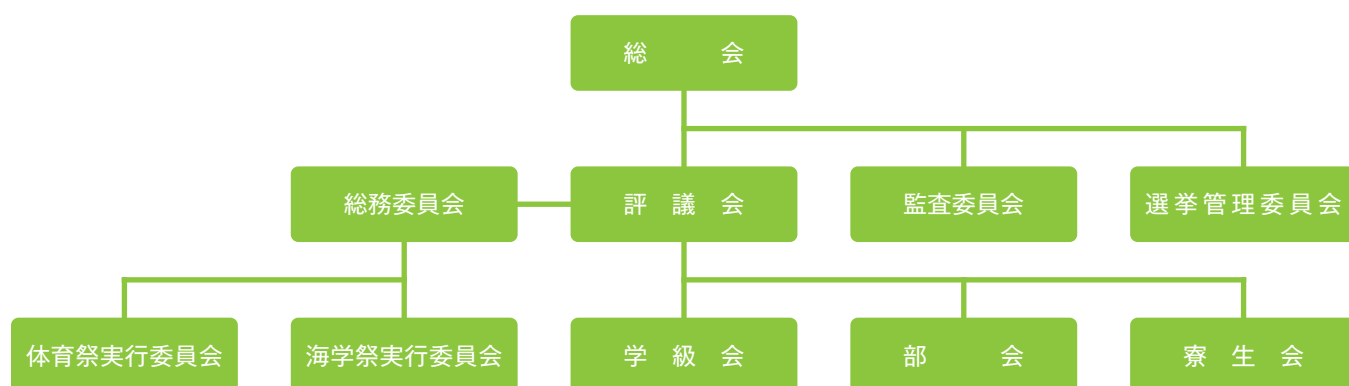 総会
総務委員会
評議会
監査委員会
選挙管理委員会
体育祭実行委員会
海学祭実行委員会
学級会
部会
寮生会